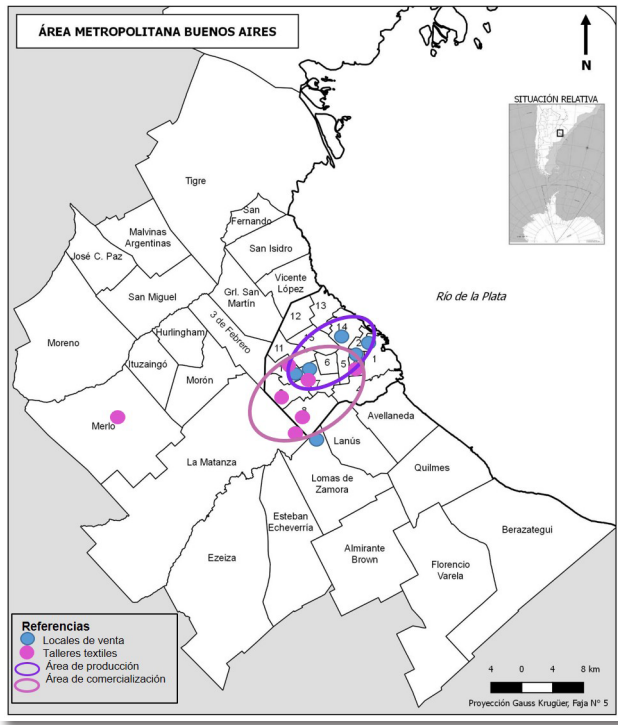 ÁREA METROPOLITANA BUENOS AIRES
N
SITUACIÓN RELATIVA
Tigre
San
Fernando
Malvinas
Argentinas
San Isidro
José C. Paz
Vicente
López
Grl. San
Martín
San Miguel
Río de la Plata
13
12
3 de Febrero
14
Hurlingham
Moreno
2
11
1
6
5
Ituzaingó
Morón
7
4
8
Avellaneda
Merlo
Lanús
La Matanza
Quilmes
Lomas de
Zamora
Esteban
Echeverría
Berazategui
Ezeiza
Almirante
Brown
Florencio
Varela
Referencias
Locales de venta
Talleres textiles
Área de producción
Área de comercialización
4 0 4 8 km
Proyección Gauss Krugüer, Faja N° 5